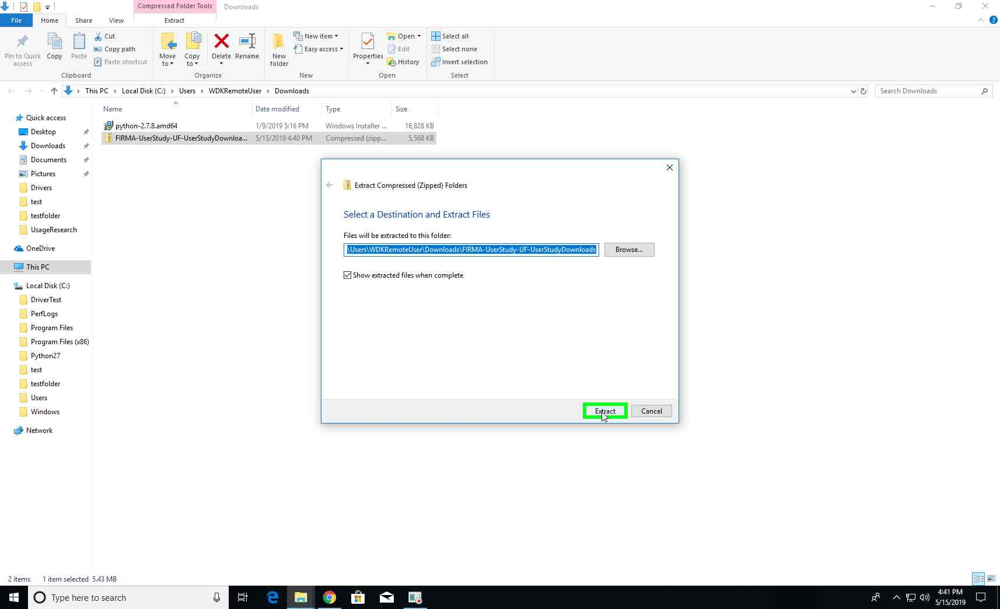 Compressed Folder Tools
Downloads
File
Home
Share
View
Extract
Pin to Quick access
Copy
Paste
Cut
Copy path
Paste shortcut
Clipboard
Move to
Copy to
Delete
Rename
Organize
New folder
New item
Easy access
New
Properties
Open
Edit
History
Open
Select all
Select none
Invert selection
Select
This PC > Local Disk (C:) > Users > WDKRemoteUser > Downloads
Search Downloads
Name Date modified Type Size
python-2.7.8.amd64 1/9/2019 5:16 PM Windows Installer ... 16,828 KB
FIRMA-UserStudy-UF-UserStudyDownloa... 5/15/2019 4:40 PM Compressed (zipp... 5,568 KB
Quick access
Desktop
Downloads
Documents
Pictures
Drivers
test
testfolder
UsageResearch
OneDrive
This PC
Local Disk (C:)
DriverTest
PerfLogs
Program Files
Program Files (x86)
Python27
test
testfolder
Users
Windows
Network
Extract Compressed (Zipped) Folders
Select a Destination and Extract Files
Files will be extracted to this folder:
\Users\WDKRemoteUser\Downloads\FIRMA-UserStudy-UF-UserStudyDownloads
Browse...
Show extracted files when complete
Extract
Cancel
2 items 1 item selected 5.43 MB
Type here to search
4:41 PM
5/15/2019